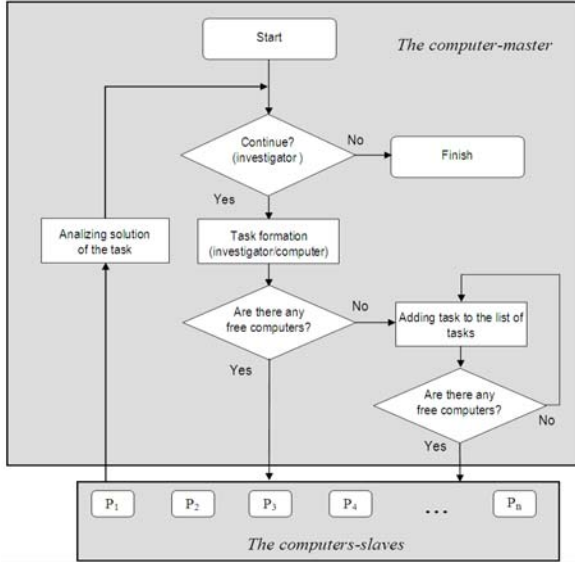 Start
The computer-master
Continue?
(investigator )
No
Finish
Yes
Analizing solution
of the task
Task formation
(investigator/computer)
Are there any
free computers?
No
Adding task to the list of
tasks
Yes
Are there any
free computers?
No
Yes
P1
P2
P3
P4
...
Pn
The computers-slaves